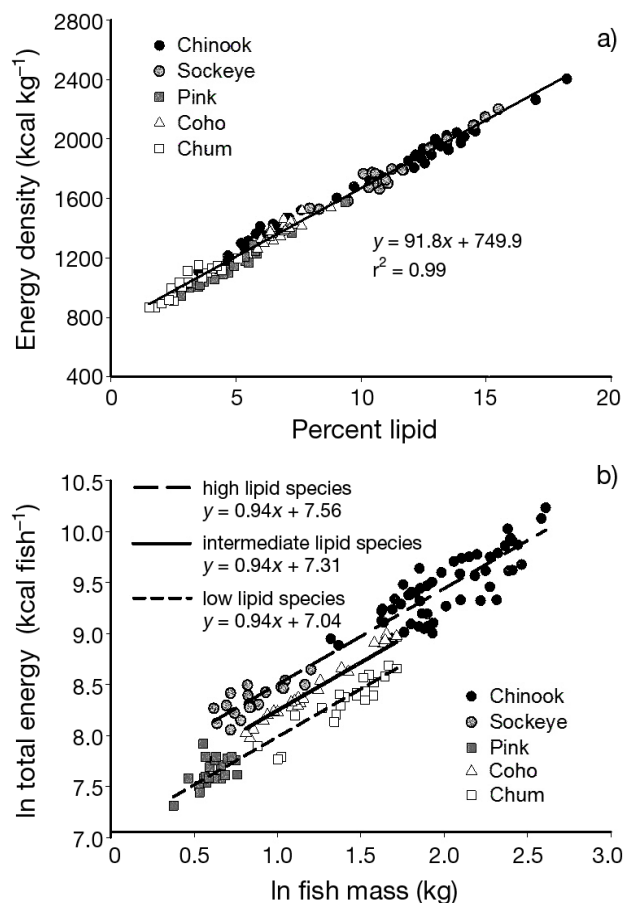 a)
2800
2400
2000
1600
1200
800
400
Energy density (kcal kg⁻¹)
Chinook
Sockeye
Pink
Coho
Chum
y = 91.8x + 749.9
r² = 0.99
0 5 10 15 20
Percent lipid
b)
10.5
10.0
9.5
9.0
8.5
8.0
7.5
7.0
ln total energy (kcal fish⁻¹)
high lipid species
y = 0.94x + 7.56
intermediate lipid species
y = 0.94x + 7.31
low lipid species
y = 0.94x + 7.04
Chinook
Sockeye
Pink
Coho
Chum
0 0.5 1.0 1.5 2.0 2.5 3.0
ln fish mass (kg)